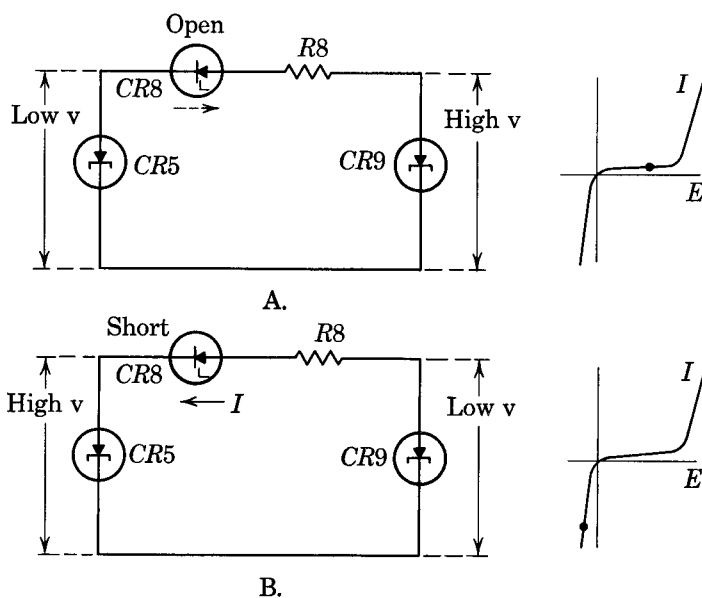 Open
R8
CR8
Low v
High v
I
CR5
CR9
E
A.
Short
R8
CR8
I
High v
Low v
I
CR5
CR9
E
B.